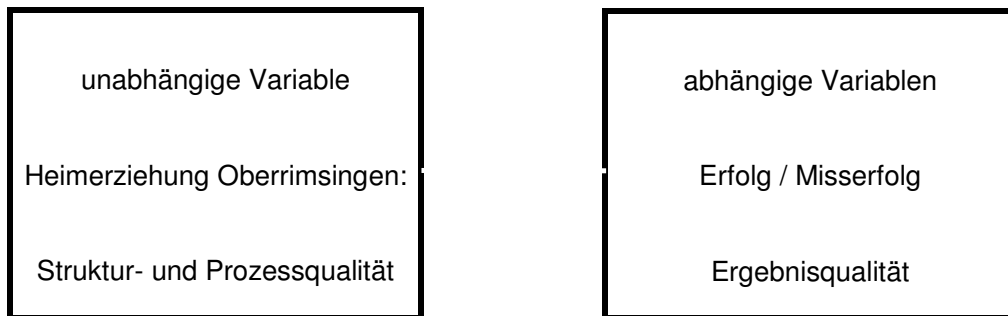 unabhängige Variable
Heimerziehung Oberrimsingen:
Struktur- und Prozessqualität
abhängige Variablen
Erfolg / Misserfolg
Ergebnisqualität